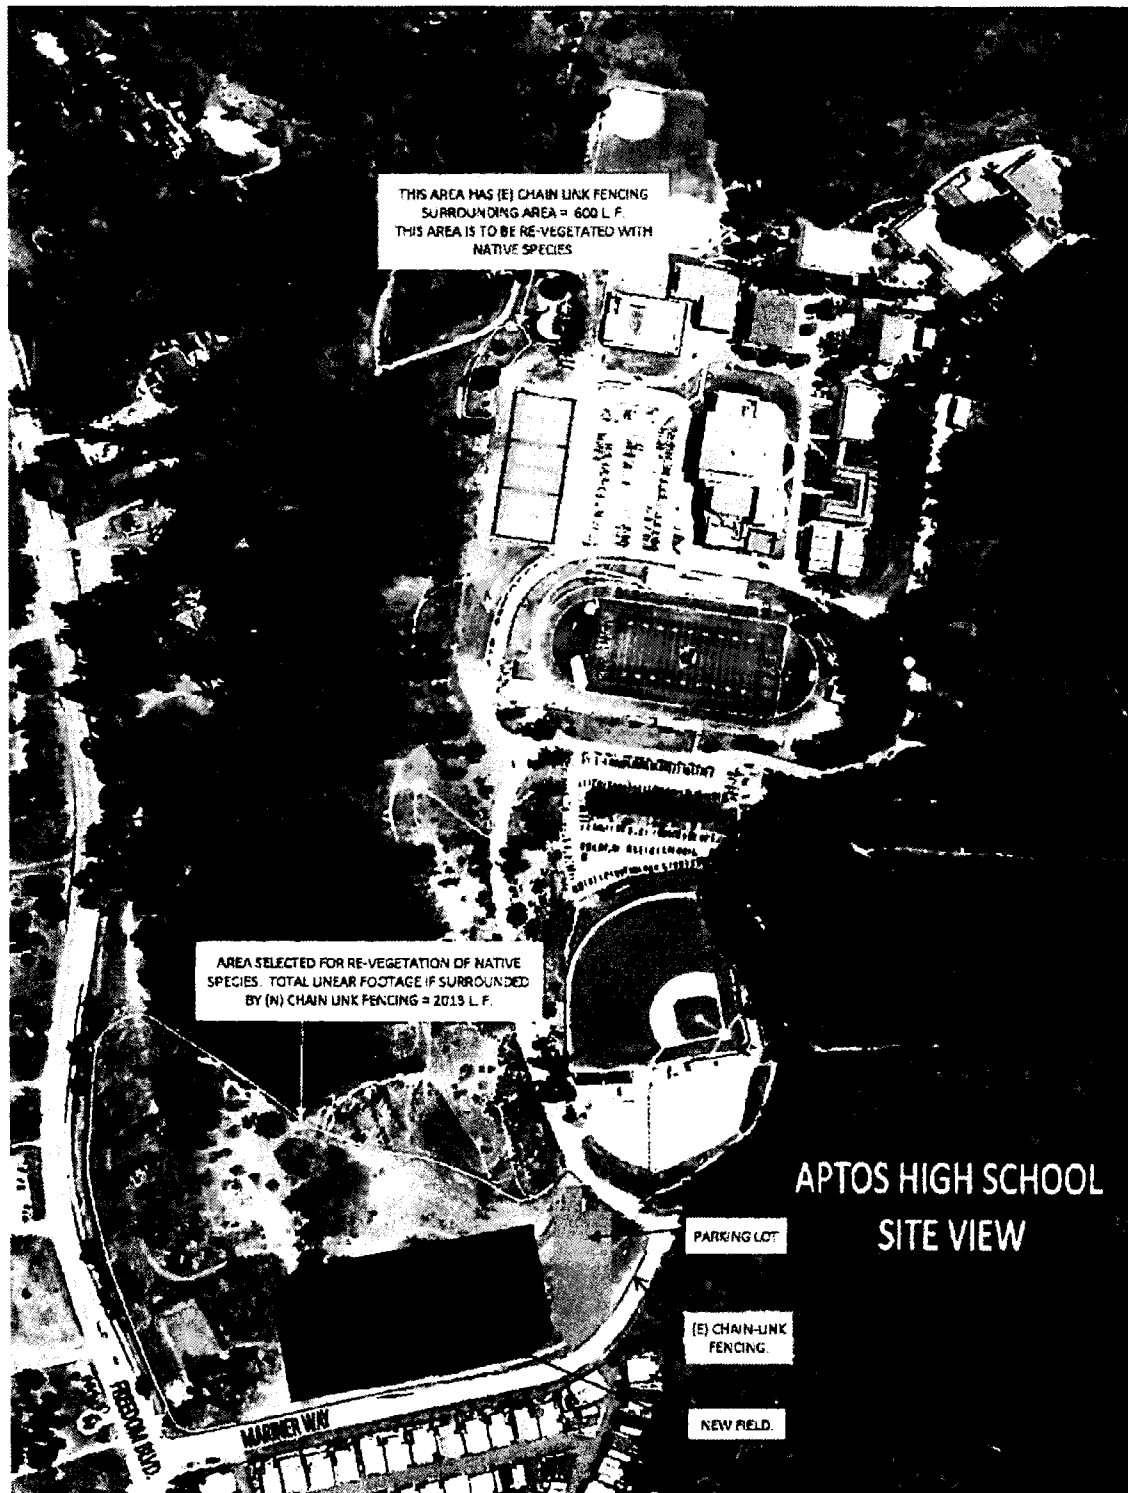 THIS AREA HAS (E) CHAIN LINK FENCING
SURROUNDING AREA = 600 L. F.
THIS AREA IS TO BE RE-VEGETATED WITH
NATIVE SPECIES
AREA SELECTED FOR RE-VEGETATION OF NATIVE
SPECIES. TOTAL LINEAR FOOTAGE IF SURROUNDED
BY (N) CHAIN LINK FENCING = 2013 L. F.
APTOS HIGH SCHOOL
SITE VIEW
PARKING LOT
(E) CHAIN-LINK
FENCING.
NEW FIELD.
FREEDOM BLVD.
MARINER WAY